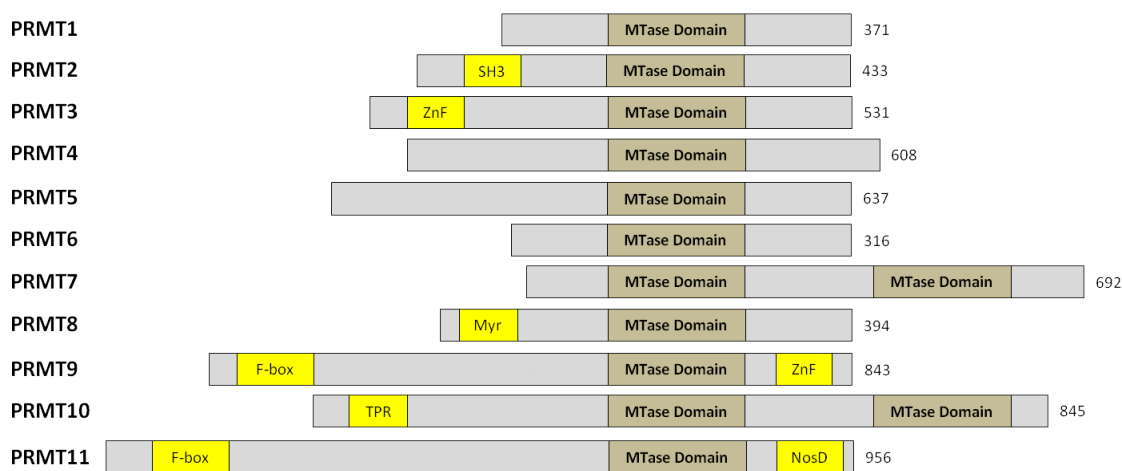 PRMT1 MTase Domain 371
PRMT2 SH3 MTase Domain 433
PRMT3 ZnF MTase Domain 531
PRMT4 MTase Domain 608
PRMT5 MTase Domain 637
PRMT6 MTase Domain 316
PRMT7 MTase Domain MTase Domain 692
PRMT8 Myr MTase Domain 394
PRMT9 F-box MTase Domain ZnF 843
PRMT10 TPR MTase Domain MTase Domain 845
PRMT11 F-box MTase Domain NosD 956